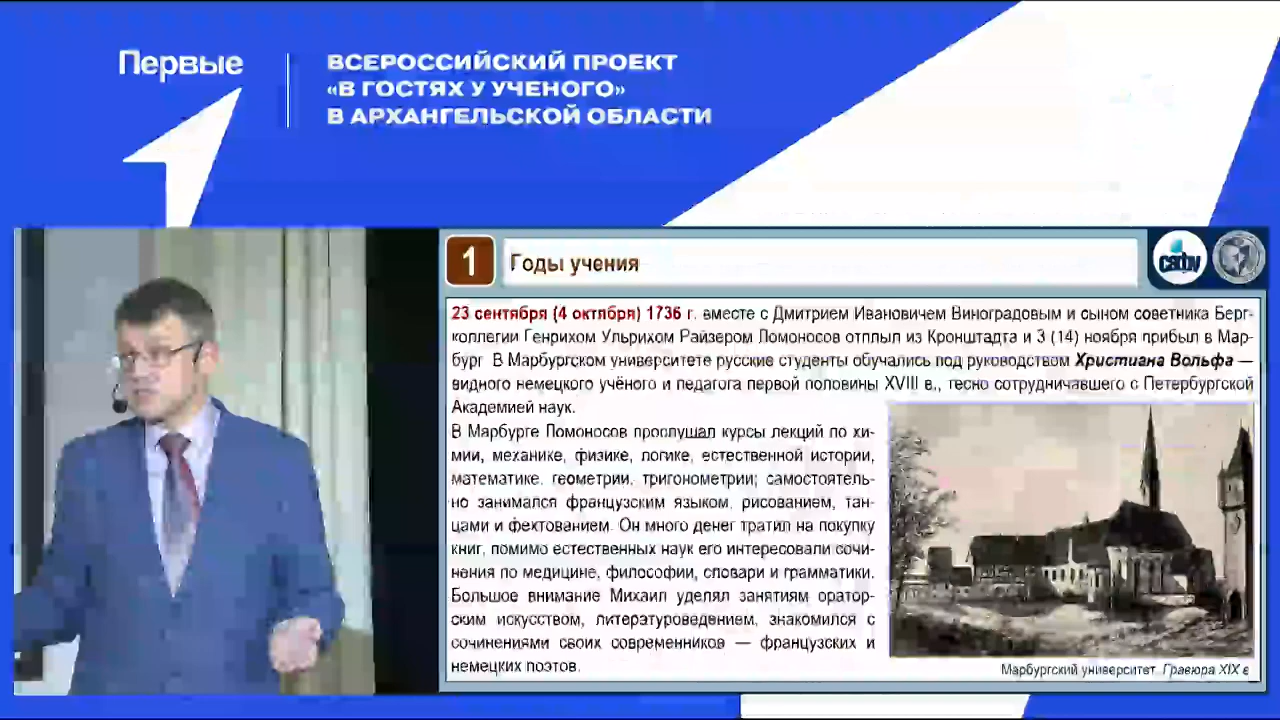 Первые
ВСЕРОССИЙСКИЙ ПРОЕКТ
«В ГОСТЯХ У УЧЕНОГО»
В АРХАНГЕЛЬСКОЙ ОБЛАСТИ
1
Годы учения
сафу
23 сентября (4 октября) 1736 г. вместе с Дмитрием Ивановичем Виноградовым и сыном советника Берг-
коллегии Генрихом Ульрихом Райзером Ломоносов отплыл из Кронштадта и 3 (14) ноября прибыл в Мар-
бург. В Марбургском университете русские студенты обучались под руководством Христиана Вольфа —
видного немецкого учёного и педагога первой половины XVIII в., тесно сотрудничавшего с Петербургской
Академией наук.
В Марбурге Ломоносов прослушал курсы лекций по хи-
мии, механике, физике, логике, естественной истории,
математике, геометрии, тригонометрии; самостоятель-
но занимался французским языком, рисованием, тан-
цами и фехтованием. Он много денег тратил на покупку
книг, помимо естественных наук его интересовали сочи-
нения по медицине, философии, словари и грамматики.
Большое внимание Михаил уделял занятиям оратор-
ским искусством, литературоведением, знакомился с
сочинениями своих современников — французских и
немецких поэтов.
Марбургский университет. Гравюра XIX в.